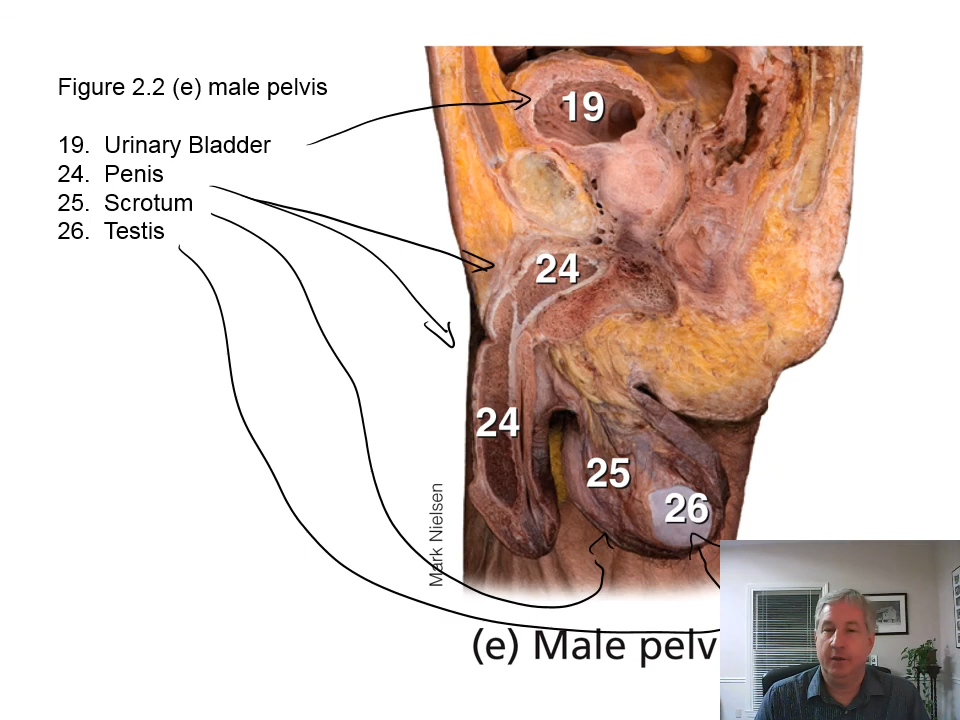 Figure 2.2 (e) male pelvis
19. Urinary Bladder
24. Penis
25. Scrotum
26. Testis
19
24
24
25
26
Mark Nielsen
(e) Male pelv